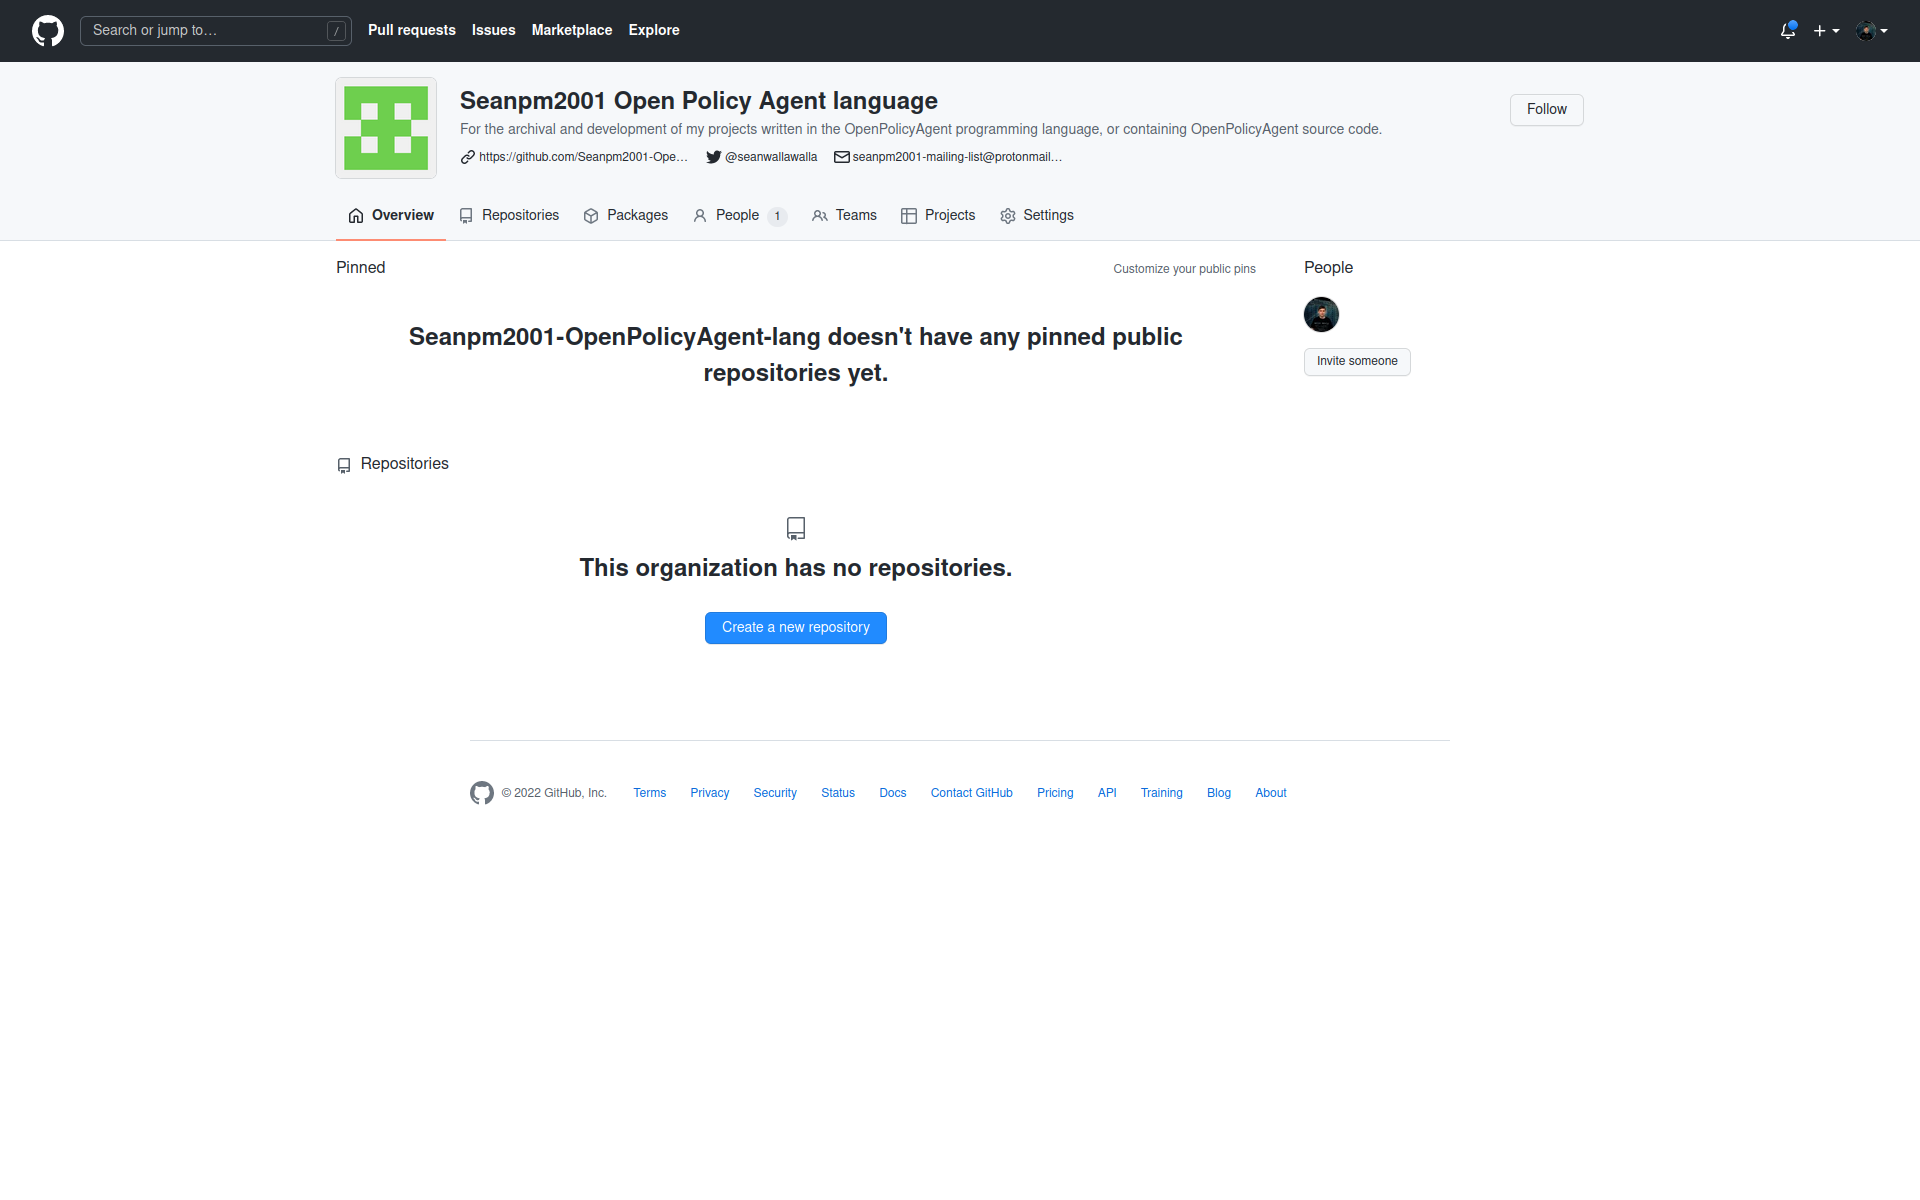 Search or jump to… /
Pull requests Issues Marketplace Explore
Seanpm2001 Open Policy Agent language
Follow
For the archival and development of my projects written in the OpenPolicyAgent programming language, or containing OpenPolicyAgent source code.
https://github.com/Seanpm2001-Ope… @seanwallawalla seanpm2001-mailing-list@protonmail…
Overview Repositories Packages People 1 Teams Projects Settings
Pinned
Customize your public pins
People
Seanpm2001-OpenPolicyAgent-lang doesn't have any pinned public
repositories yet.
Invite someone
Repositories
This organization has no repositories.
Create a new repository
© 2022 GitHub, Inc. Terms Privacy Security Status Docs Contact GitHub Pricing API Training Blog About